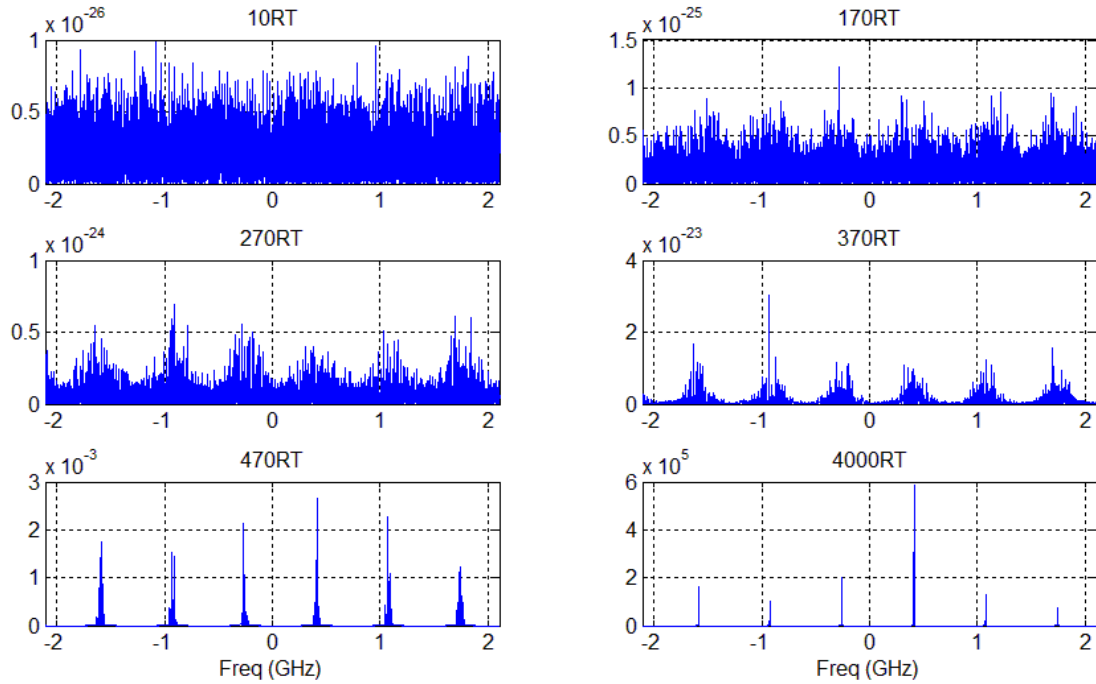 x 10^-26
10RT
1
0.5
0
-2 -1 0 1 2
x 10^-25
170RT
1.5
1
0.5
0
-2 -1 0 1 2
x 10^-24
270RT
1
0.5
0
-2 -1 0 1 2
x 10^-23
370RT
4
2
0
-2 -1 0 1 2
x 10^-3
470RT
3
2
1
0
-2 -1 0 1 2
Freq (GHz)
x 10^5
4000RT
6
4
2
0
-2 -1 0 1 2
Freq (GHz)